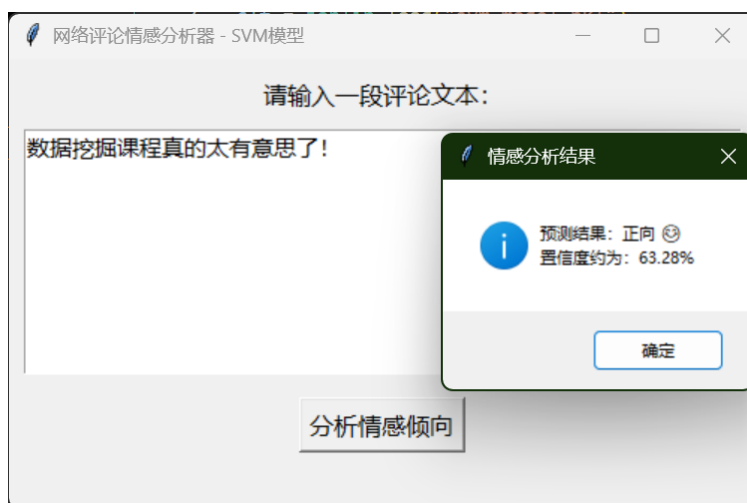 网络评论情感分析器 - SVM模型
请输入一段评论文本：
数据挖掘课程真的太有意思了！
情感分析结果
预测结果：正向 😊
置信度约为：63.28%
确定
分析情感倾向